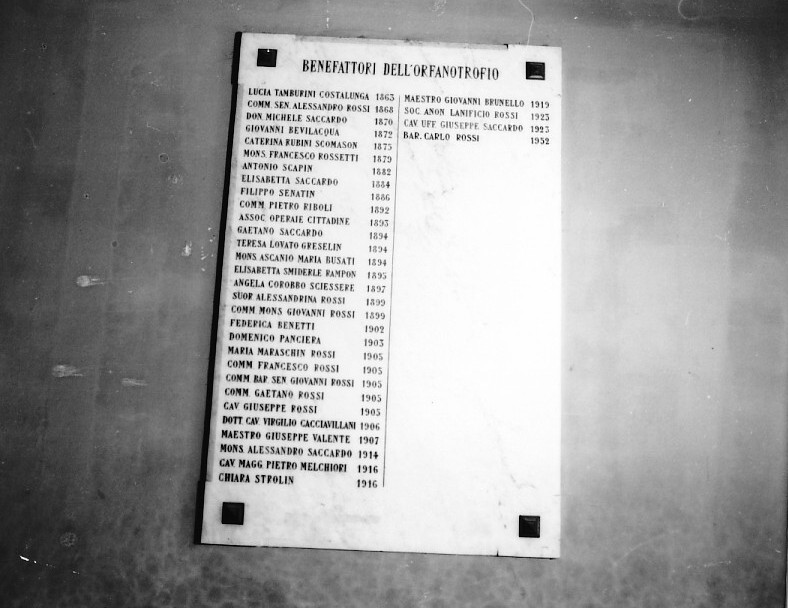 BENEFATTORI DELL'ORFANOTROFIO
LUCIA TAMBURINI COSTALUNGA 1863
COMM. SEN. ALESSANDRO ROSSI 1868
DON. MICHELE SACCARDO 1870
GIOVANNI BEVILACQUA 1872
CATERINA RUBINI SCOMASON 1875
MONS. FRANCESCO ROSSETTI 1879
ANTONIO SCAPIN 1882
ELISABETTA SACCARDO 1884
FILIPPO SENATIN 1886
COMM. PIETRO RIBOLI 1892
ASSOC. OPERAIE CITTADINE 1893
GAETANO SACCARDO 1894
TERESA LOVATO GRESELIN 1894
MONS. ASCANIO MARIA BUSATI 1894
ELISABETTA SMIDERLE RAMPON 1895
ANGELA COROBBO SCIESSERE 1897
SUOR ALESSANDRINA ROSSI 1899
COMM. MONS. GIOVANNI ROSSI 1899
FEDERICA BENETTI 1902
DOMENICO PANCIERA 1903
MARIA MARASCHIN ROSSI 1905
COMM. FRANCESCO ROSSI 1905
COMM. BAR. SEN. GIOVANNI ROSSI 1905
COMM. GAETANO ROSSI 1905
CAV. GIUSEPPE ROSSI 1905
DOTT. CAV. VIRGILIO CACCIAVILLANI 1906
MAESTRO GIUSEPPE VALENTE 1907
MONS. ALESSANDRO SACCARDO 1914
CAV. MAGG. PIETRO MELCHIORI 1916
CHIARA STROLIN 1916
MAESTRO GIOVANNI BRUNELLO 1919
SOC. ANON. LANIFICIO ROSSI 1923
CAV. UFF. GIUSEPPE SACCARDO 1925
BAR. CARLO ROSSI 1932